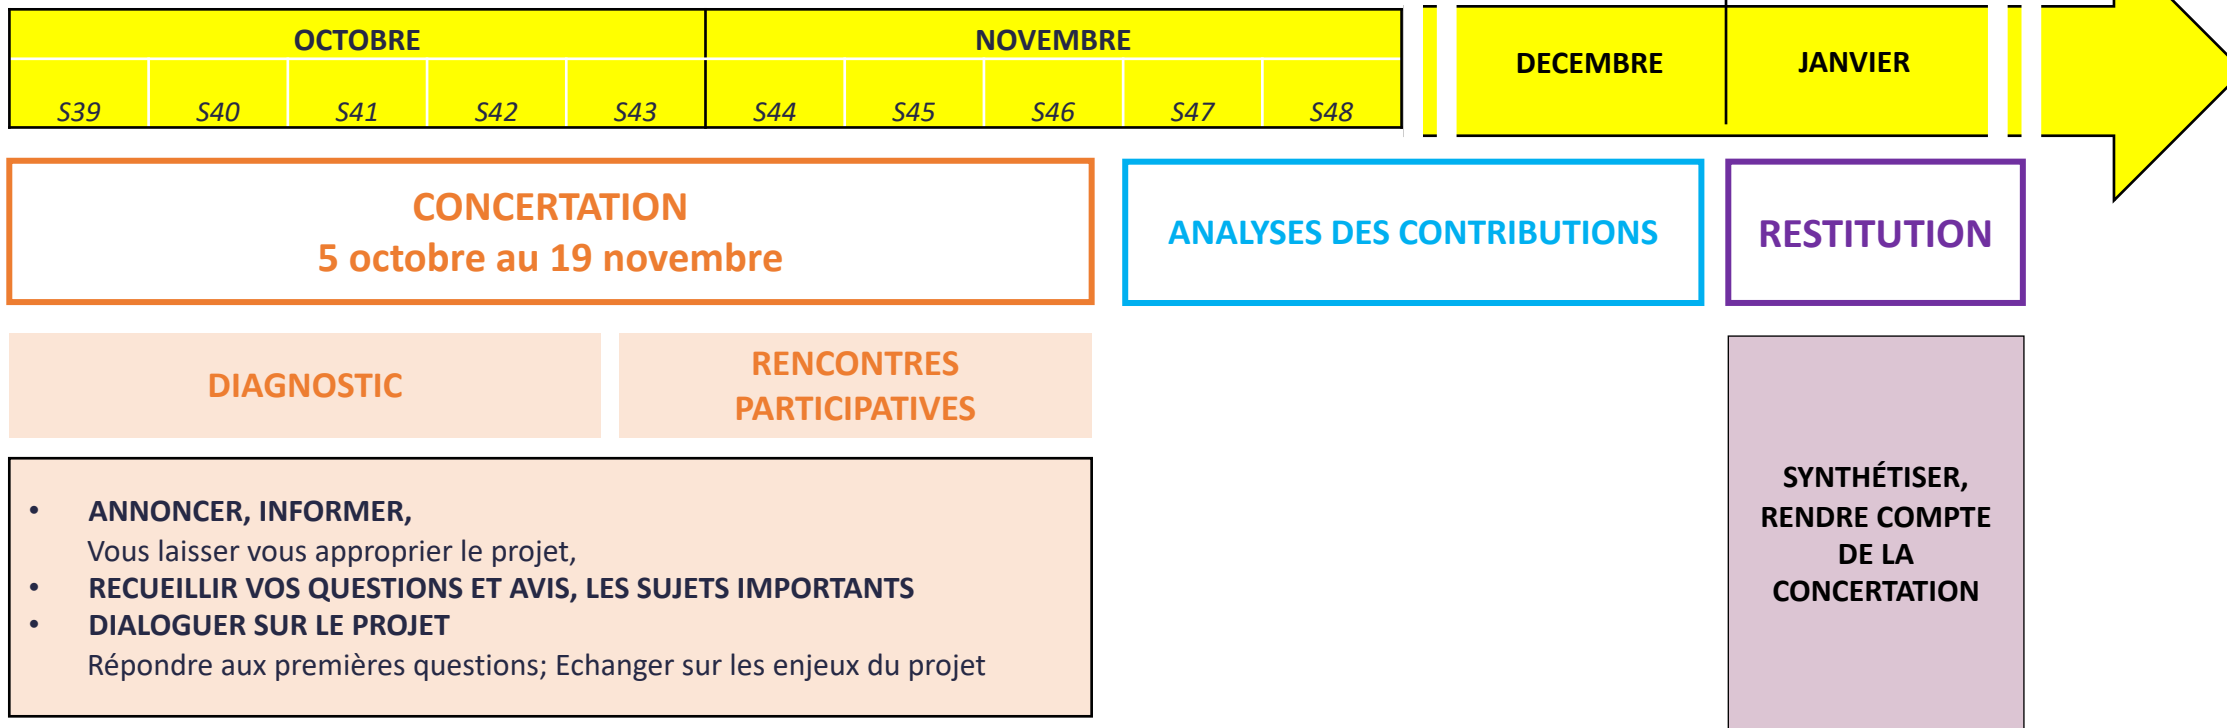 OCTOBRE
NOVEMBRE
DECEMBRE
JANVIER
S39 S40 S41 S42 S43 S44 S45 S46 S47 S48
CONCERTATION
5 octobre au 19 novembre
ANALYSES DES CONTRIBUTIONS
RESTITUTION
DIAGNOSTIC
RENCONTRES
PARTICIPATIVES
• ANNONCER, INFORMER,
Vous laisser vous approprier le projet,
• RECUEILLIR VOS QUESTIONS ET AVIS, LES SUJETS IMPORTANTS
• DIALOGUER SUR LE PROJET
Répondre aux premières questions; Echanger sur les enjeux du projet
SYNTHÉTISER,
RENDRE COMPTE
DE LA
CONCERTATION